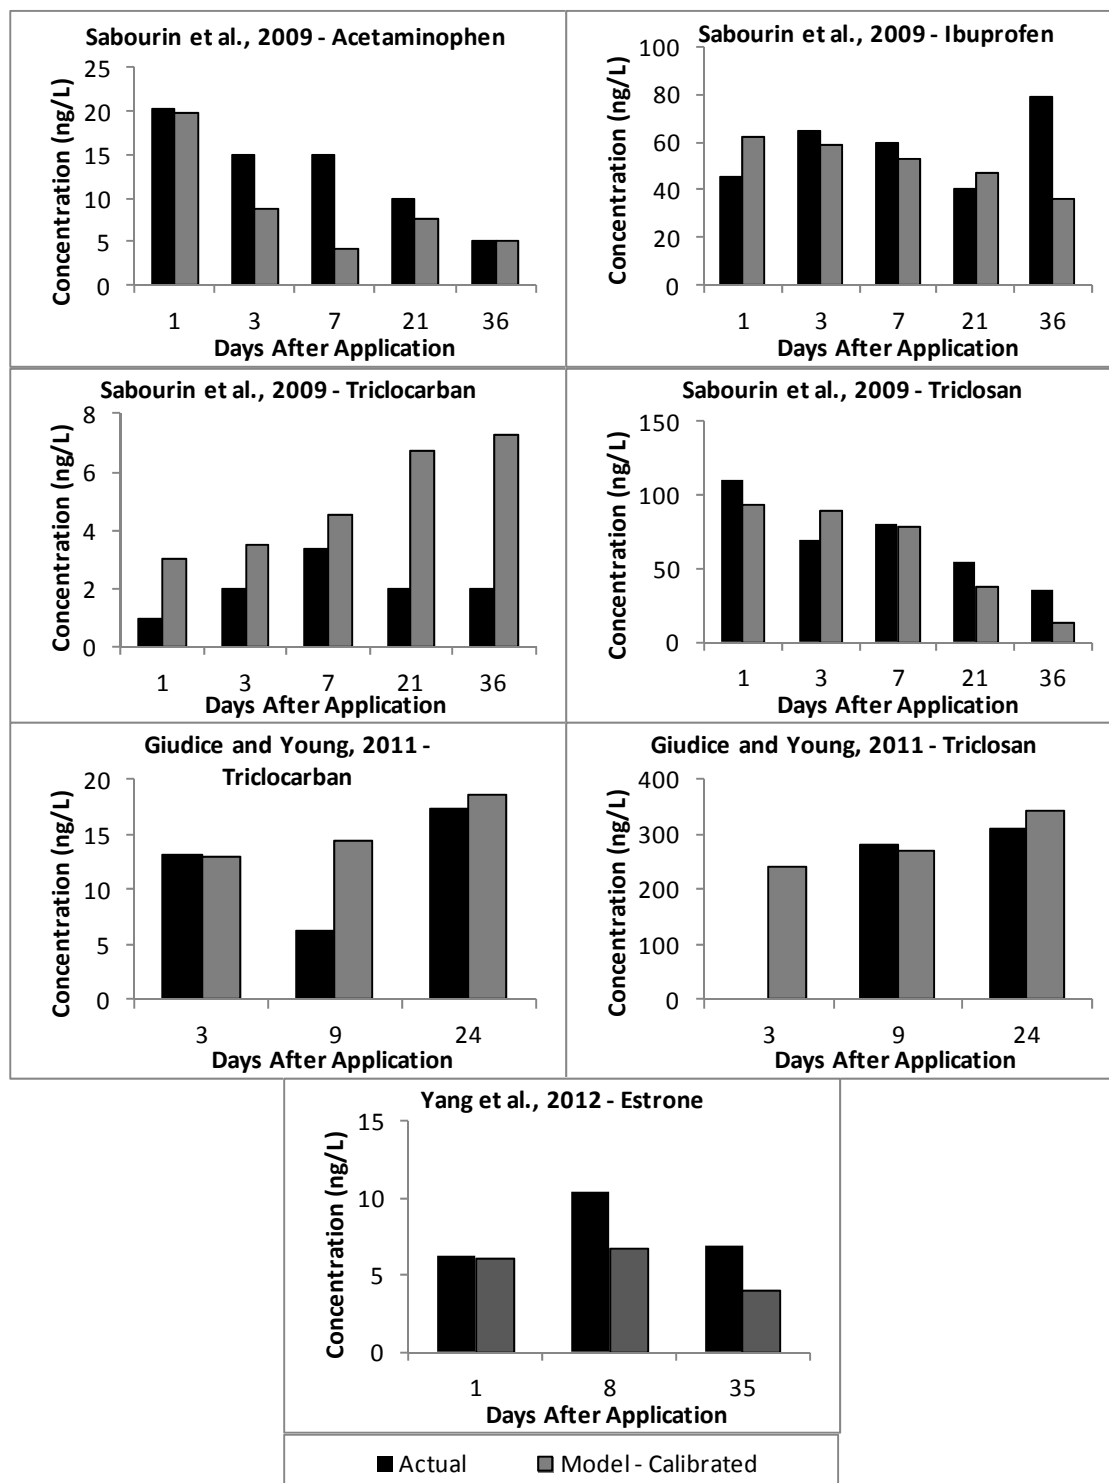 Sabourin et al., 2009 - Acetaminophen
Concentration (ng/L)
25
20
15
10
5
0
1 3 7 21 36
Days After Application
Sabourin et al., 2009 - Ibuprofen
Concentration (ng/L)
100
80
60
40
20
0
1 3 7 21 36
Days After Application
Sabourin et al., 2009 - Triclocarban
Concentration (ng/L)
8
6
4
2
0
1 3 7 21 36
Days After Application
Sabourin et al., 2009 - Triclosan
Concentration (ng/L)
150
100
50
0
1 3 7 21 36
Days After Application
Giudice and Young, 2011 -
Triclocarban
Concentration (ng/L)
20
15
10
5
0
3 9 24
Days After Application
Giudice and Young, 2011 - Triclosan
Concentration (ng/L)
400
300
200
100
0
3 9 24
Days After Application
Yang et al., 2012 - Estrone
Concentration (ng/L)
15
10
5
0
1 8 35
Days After Application
Actual Model - Calibrated